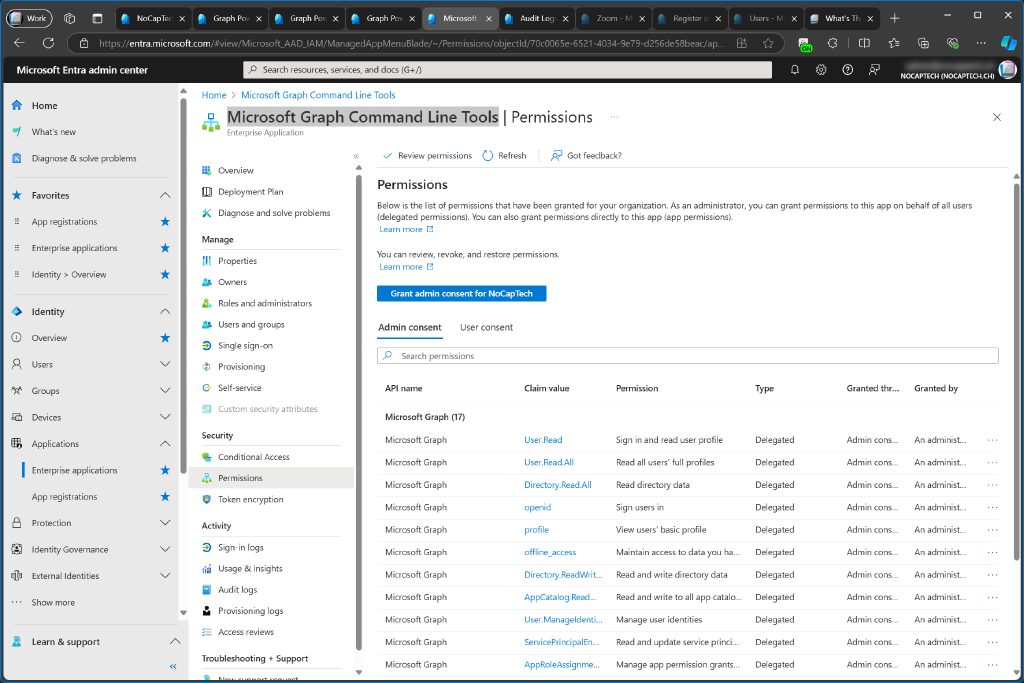 Work
NoCapTec
Graph Pow
Graph Pow
Graph Pow
Microsoft
Audit Log
Zoom - M
Register a
Users - M
What's Th
https://entra.microsoft.com/#view/Microsoft_AAD_IAM/ManagedAppMenuBlade/~/Permissions/objectId/70c0065e-6521-4034-9e79-d256de58beac/ap...
ON
Microsoft Entra admin center
Search resources, services, and docs (G+/)
NOCAPTECH (NOCAPTECH.CH)
Home
What's new
Diagnose & solve problems
Favorites
App registrations
Enterprise applications
Identity > Overview
Identity
Overview
Users
Groups
Devices
Applications
Enterprise applications
App registrations
Protection
Identity Governance
External Identities
Show more
Learn & support
Home > Microsoft Graph Command Line Tools
Microsoft Graph Command Line Tools | Permissions
Enterprise Application
Overview
Deployment Plan
Diagnose and solve problems
Manage
Properties
Owners
Roles and administrators
Users and groups
Single sign-on
Provisioning
Self-service
Custom security attributes
Security
Conditional Access
Permissions
Token encryption
Activity
Sign-in logs
Usage & insights
Audit logs
Provisioning logs
Access reviews
Troubleshooting + Support
New support request
Review permissions Refresh Got feedback?
Permissions
Below is the list of permissions that have been granted for your organization. As an administrator, you can grant permissions to this app on behalf of all users
(delegated permissions). You can also grant permissions directly to this app (app permissions).
Learn more
You can review, revoke, and restore permissions.
Learn more
Grant admin consent for NoCapTech
Admin consent User consent
Search permissions
API name Claim value Permission Type Granted thr... Granted by
Microsoft Graph (17)
Microsoft Graph User.Read Sign in and read user profile Delegated Admin cons... An administ...
Microsoft Graph User.Read.All Read all users' full profiles Delegated Admin cons... An administ...
Microsoft Graph Directory.Read.All Read directory data Delegated Admin cons... An administ...
Microsoft Graph openid Sign users in Delegated Admin cons... An administ...
Microsoft Graph profile View users' basic profile Delegated Admin cons... An administ...
Microsoft Graph offline_access Maintain access to data you ha... Delegated Admin cons... An administ...
Microsoft Graph Directory.ReadWrit... Read and write directory data Delegated Admin cons... An administ...
Microsoft Graph AppCatalog.Read... Read and write to all app catalo... Delegated Admin cons... An administ...
Microsoft Graph User.ManageIdenti... Manage user identities Delegated Admin cons... An administ...
Microsoft Graph ServicePrincipalEn... Read and update service princi... Delegated Admin cons... An administ...
Microsoft Graph AppRoleAssignme... Manage app permission grants... Delegated Admin cons... An administ...